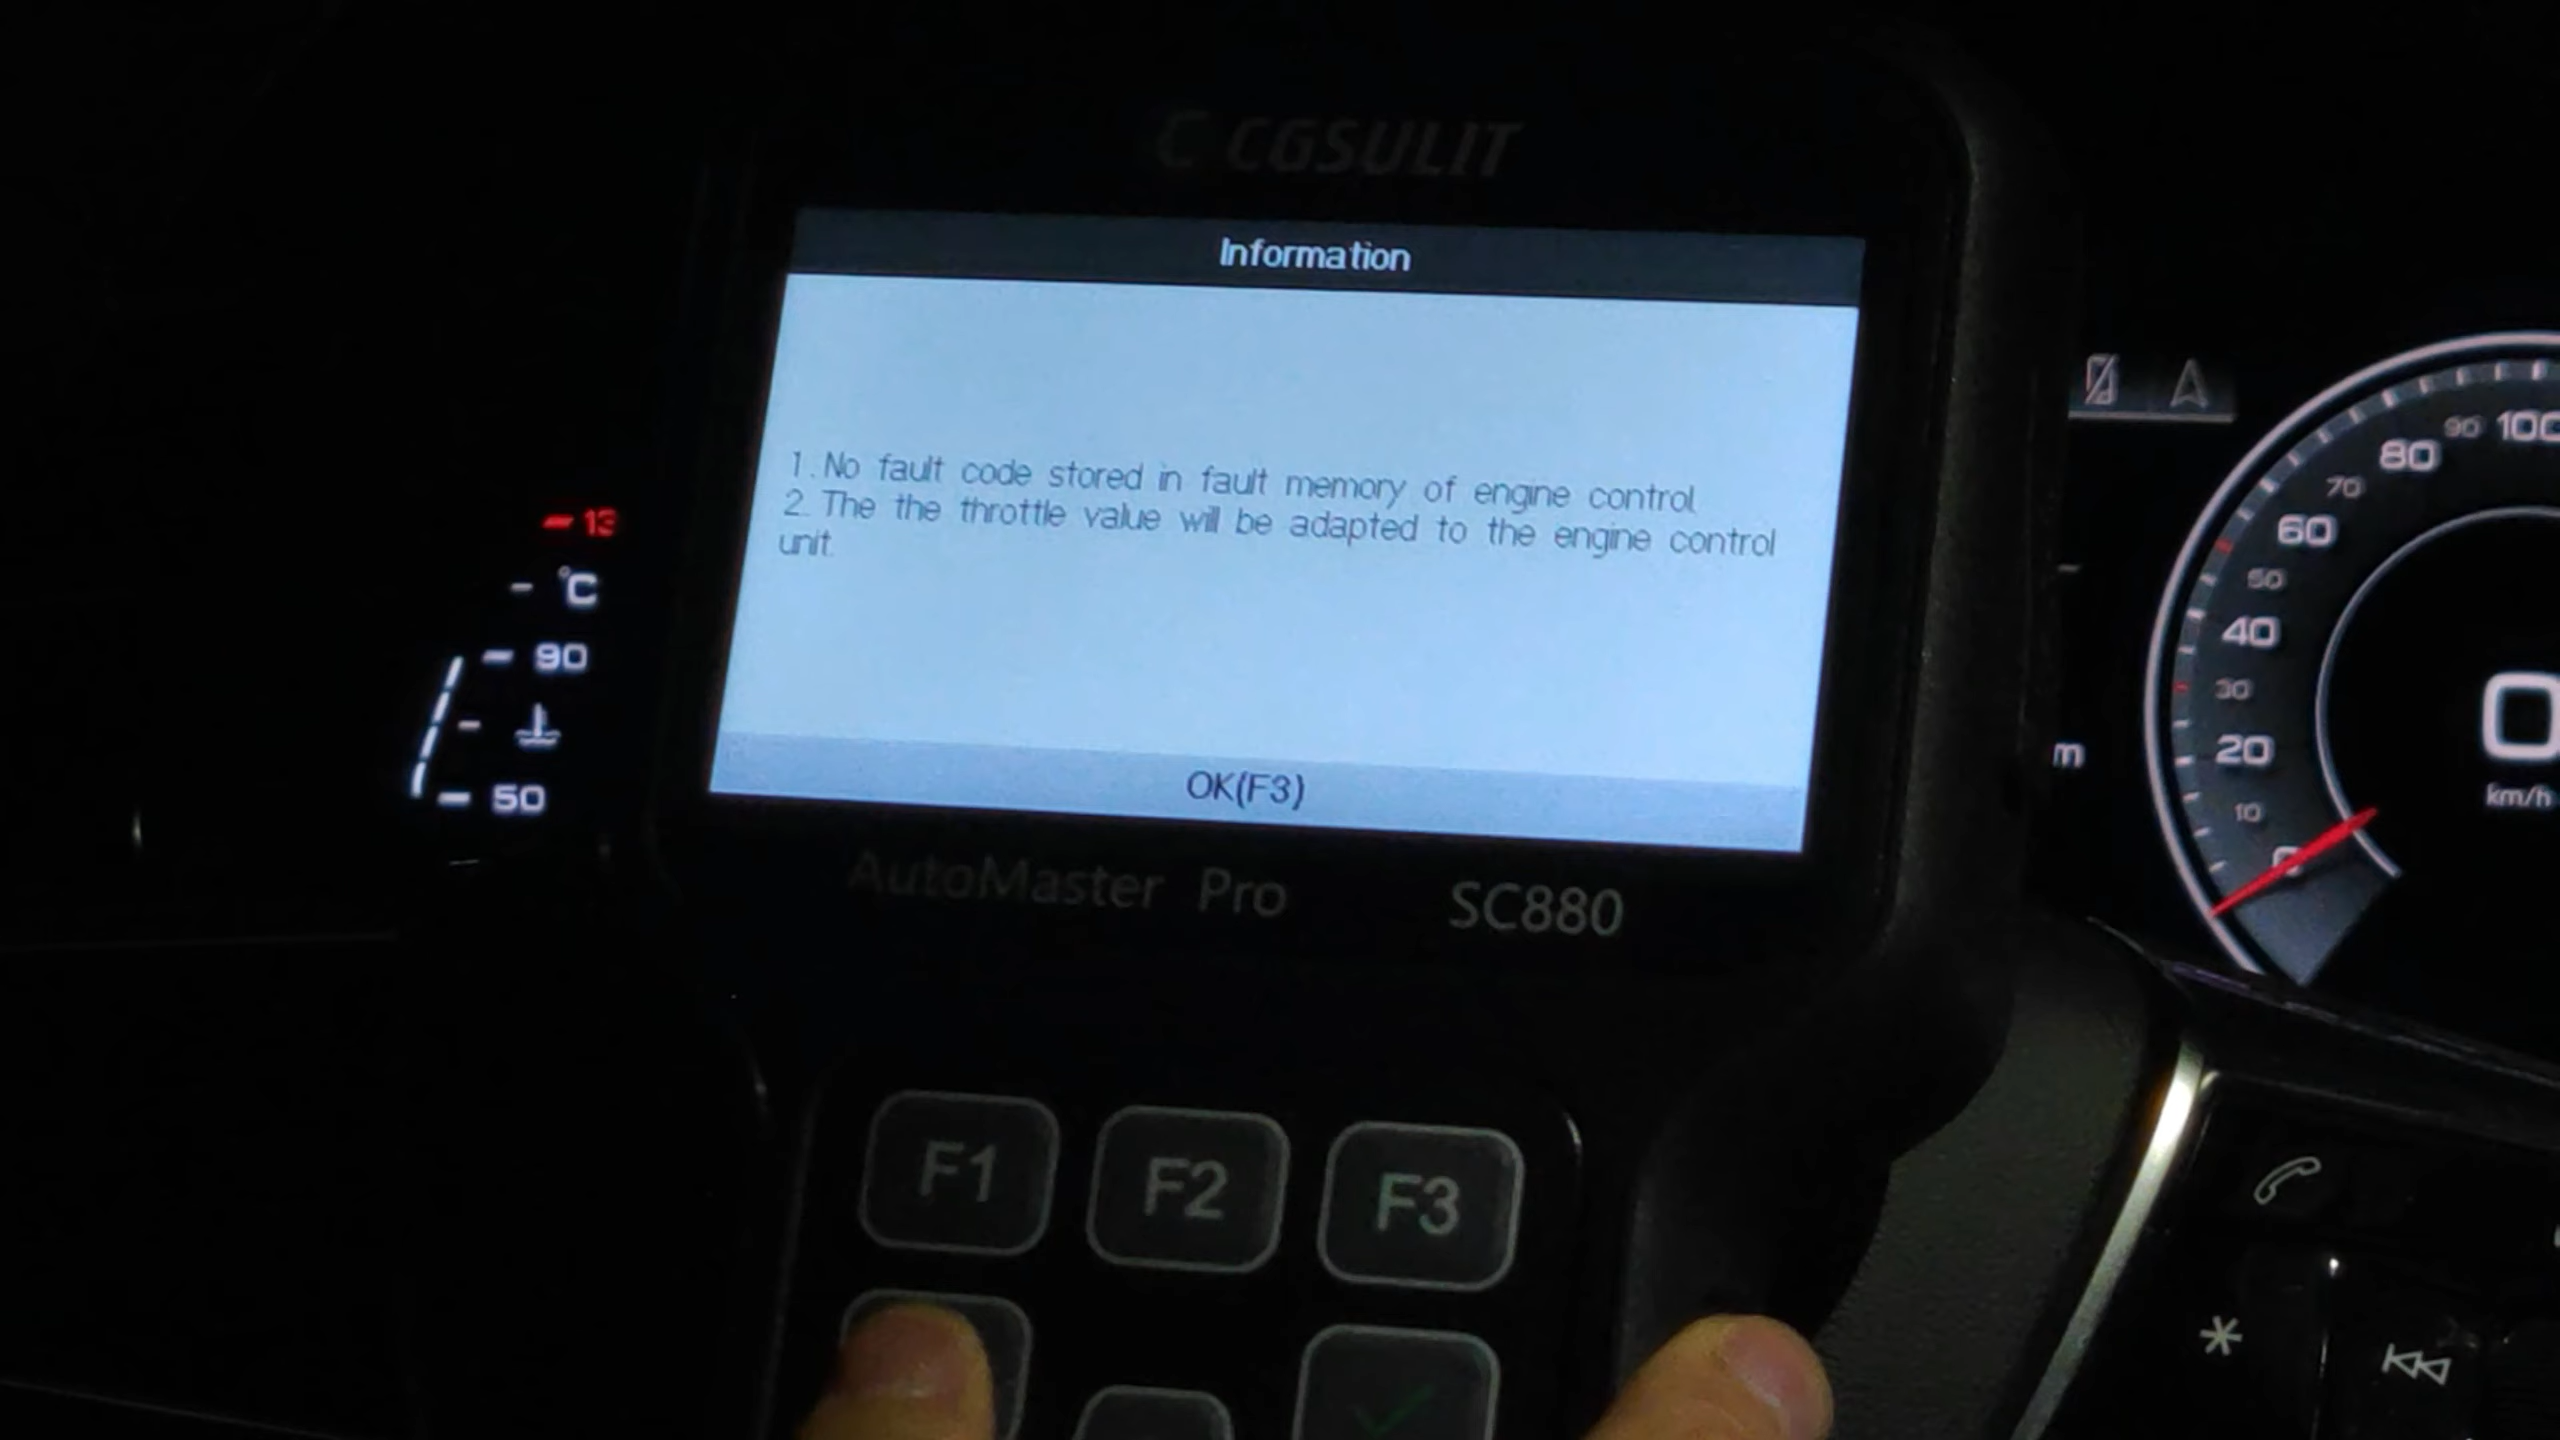 CGSULIT
Information
1. No fault code stored in fault memory of engine control
2. The the throttle value will be adapted to the engine control
unit.
OK(F3)
AutoMaster Pro SC880
F1 F2 F3
°C
90
50
100
90
80
70
60
50
40
30
20
10
0
0
km/h
m